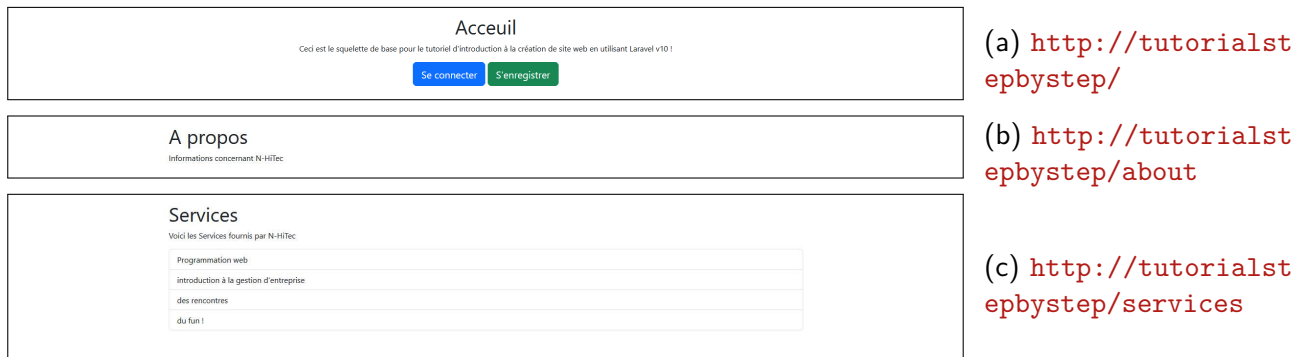 Acceuil
Ceci est le squelette de base pour le tutoriel d'introduction à la création de site web en utilisant Laravel v10 !
Se connecter S'enregistrer
(a) http://tutorialst
epbystep/
A propos
Informations concernant N-HiTec
(b) http://tutorialst
epbystep/about
Services
Voici les Services fournis par N-HiTec
Programmation web
introduction à la gestion d'entreprise
des rencontres
du fun !
(c) http://tutorialst
epbystep/services